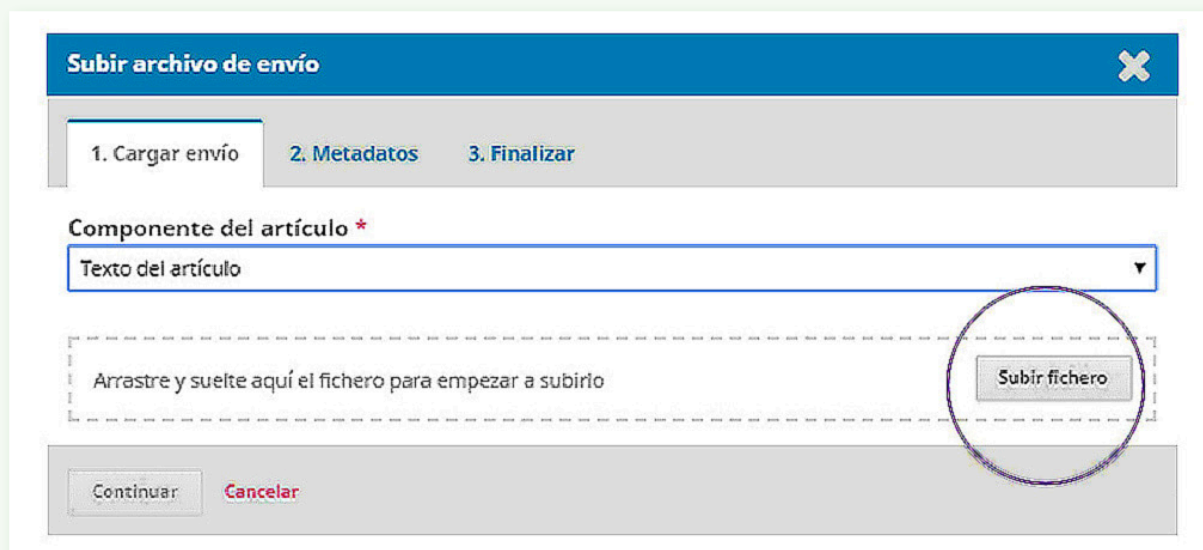 Subir archivo de envío
1. Cargar envío 2. Metadatos 3. Finalizar
Componente del artículo *
Texto del artículo
Arrastre y suelte aquí el fichero para empezar a subirlo
Subir fichero
Continuar Cancelar